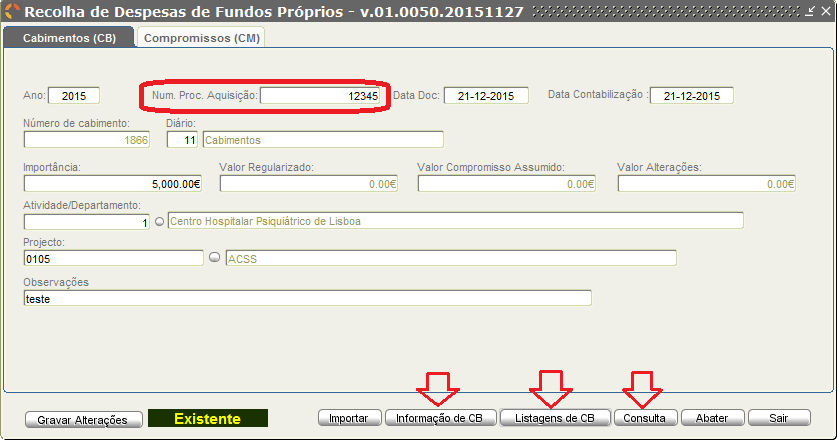 Recolha de Despesas de Fundos Próprios - v.01.0050.20151127
Cabimentos (CB) Compromissos (CM)
Ano: 2015 Num. Proc. Aquisição: 12345 Data Doc: 21-12-2015 Data Contabilização : 21-12-2015
Número de cabimento: Diário:
1866 11 Cabimentos
Importância: Valor Regularizado: Valor Compromisso Assumido: Valor Alterações:
5,000.00€ 0.00€ 0.00€ 0.00€
Atividade/Departamento:
1 Centro Hospitalar Psiquiátrico de Lisboa
Projecto:
0105 ACSS
Observações
teste
Gravar Alterações Existente Importar Informação de CB Listagens de CB Consulta Abater Sair